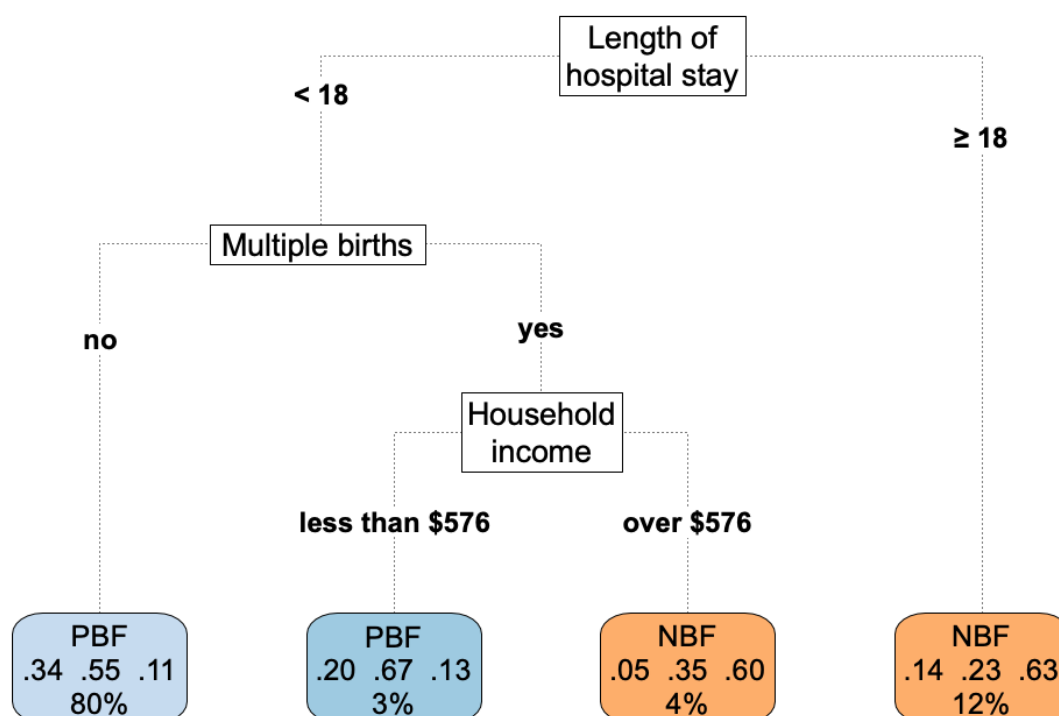 Length of
hospital stay
< 18
≥ 18
Multiple births
no
yes
Household
income
less than $576
over $576
PBF
.34 .55 .11
80%
PBF
.20 .67 .13
3%
NBF
.05 .35 .60
4%
NBF
.14 .23 .63
12%